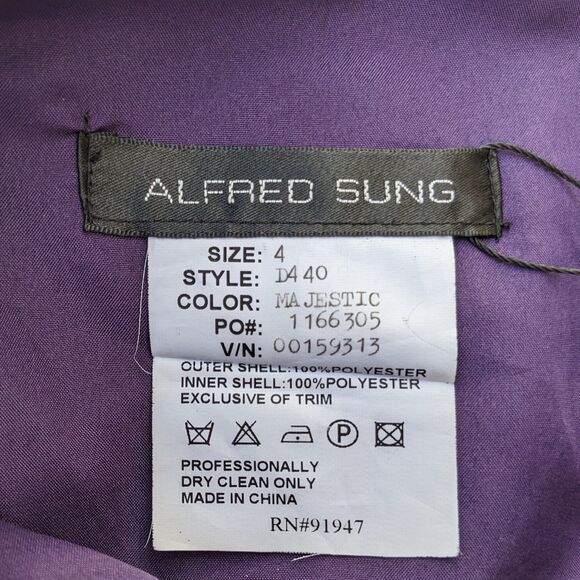 ALFRED SUNG
SIZE: 4
STYLE: D440
COLOR: MAJESTIC
PO#: 1166305
V/N: 00159313
OUTER SHELL:100%POLYESTER
INNER SHELL:100%POLYESTER
EXCLUSIVE OF TRIM
P
PROFESSIONALLY
DRY CLEAN ONLY
MADE IN CHINA
RN#91947